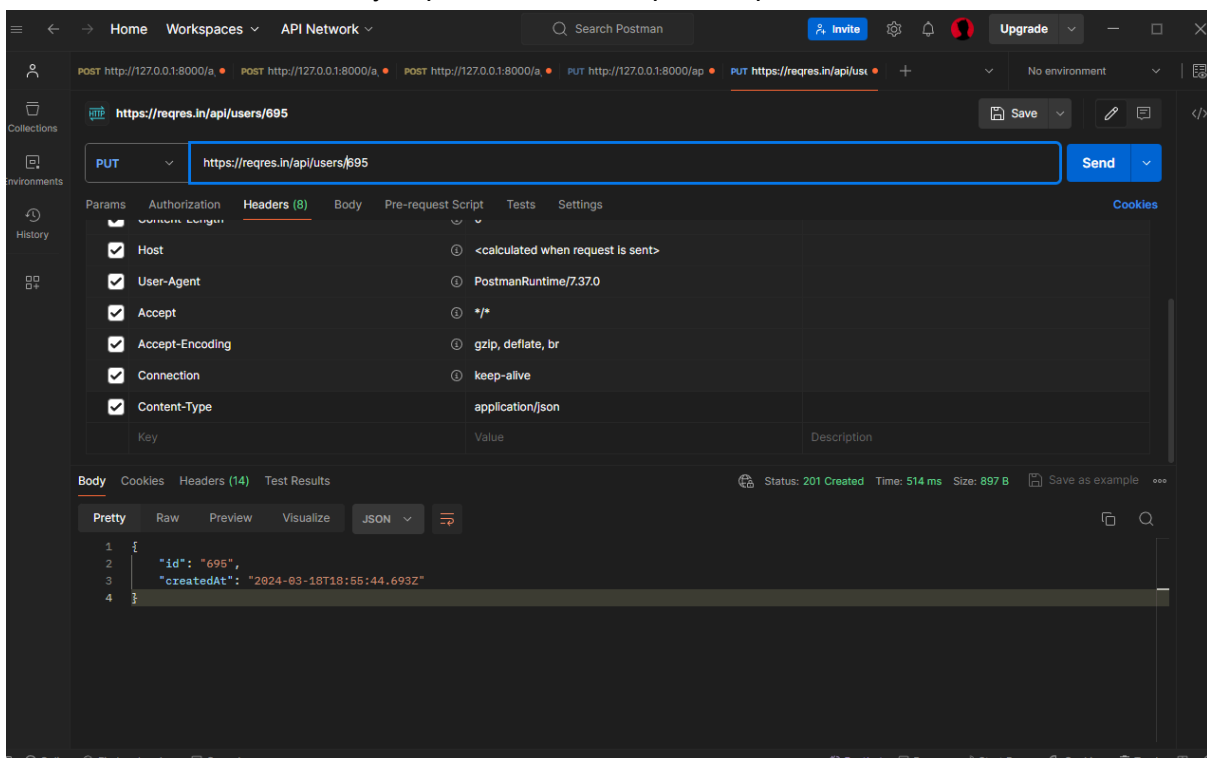 Home Workspaces API Network Search Postman Invite Upgrade
POST http://127.0.0.1:8000/a, POST http://127.0.0.1:8000/a, POST http://127.0.0.1:8000/a, PUT http://127.0.0.1:8000/ap PUT https://reqres.in/api/use No environment
HTTP https://reqres.in/api/users/695 Save
Collections
PUT https://reqres.in/api/users/695 Send
Environments
Params Authorization Headers (8) Body Pre-request Script Tests Settings Cookies
Content-Length 0
History
Host <calculated when request is sent>
User-Agent PostmanRuntime/7.37.0
Accept */*
Accept-Encoding gzip, deflate, br
Connection keep-alive
Content-Type application/json
Key Value Description
Body Cookies Headers (14) Test Results Status: 201 Created Time: 514 ms Size: 897 B Save as example
Pretty Raw Preview Visualize JSON
1 {
2 "id": "695",
3 "createdAt": "2024-03-18T18:55:44.693Z"
4 }